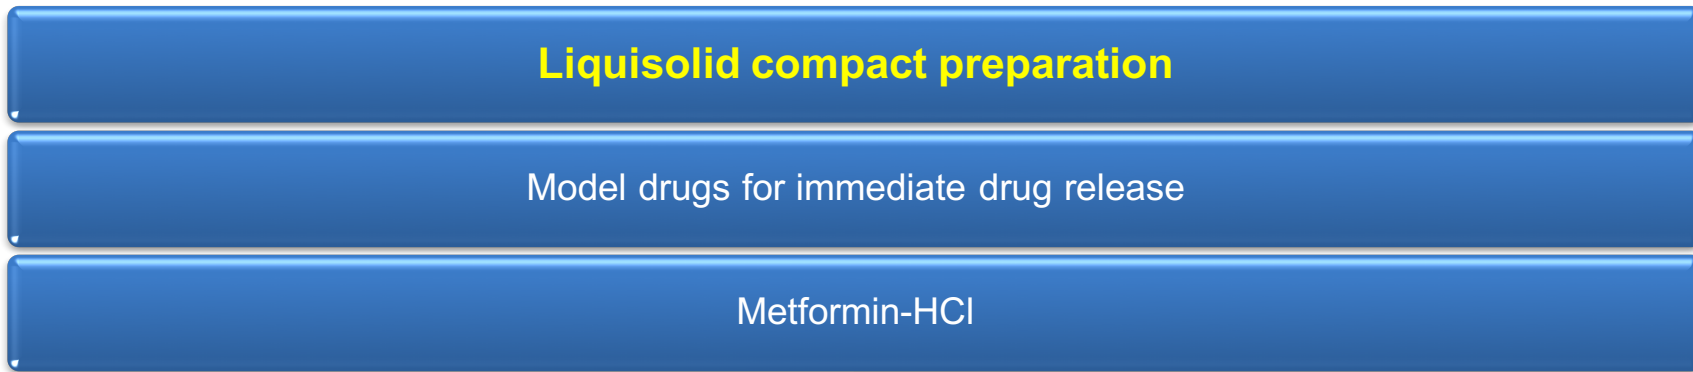 Liquisolid compact preparation
Model drugs for immediate drug release
Metformin-HCl